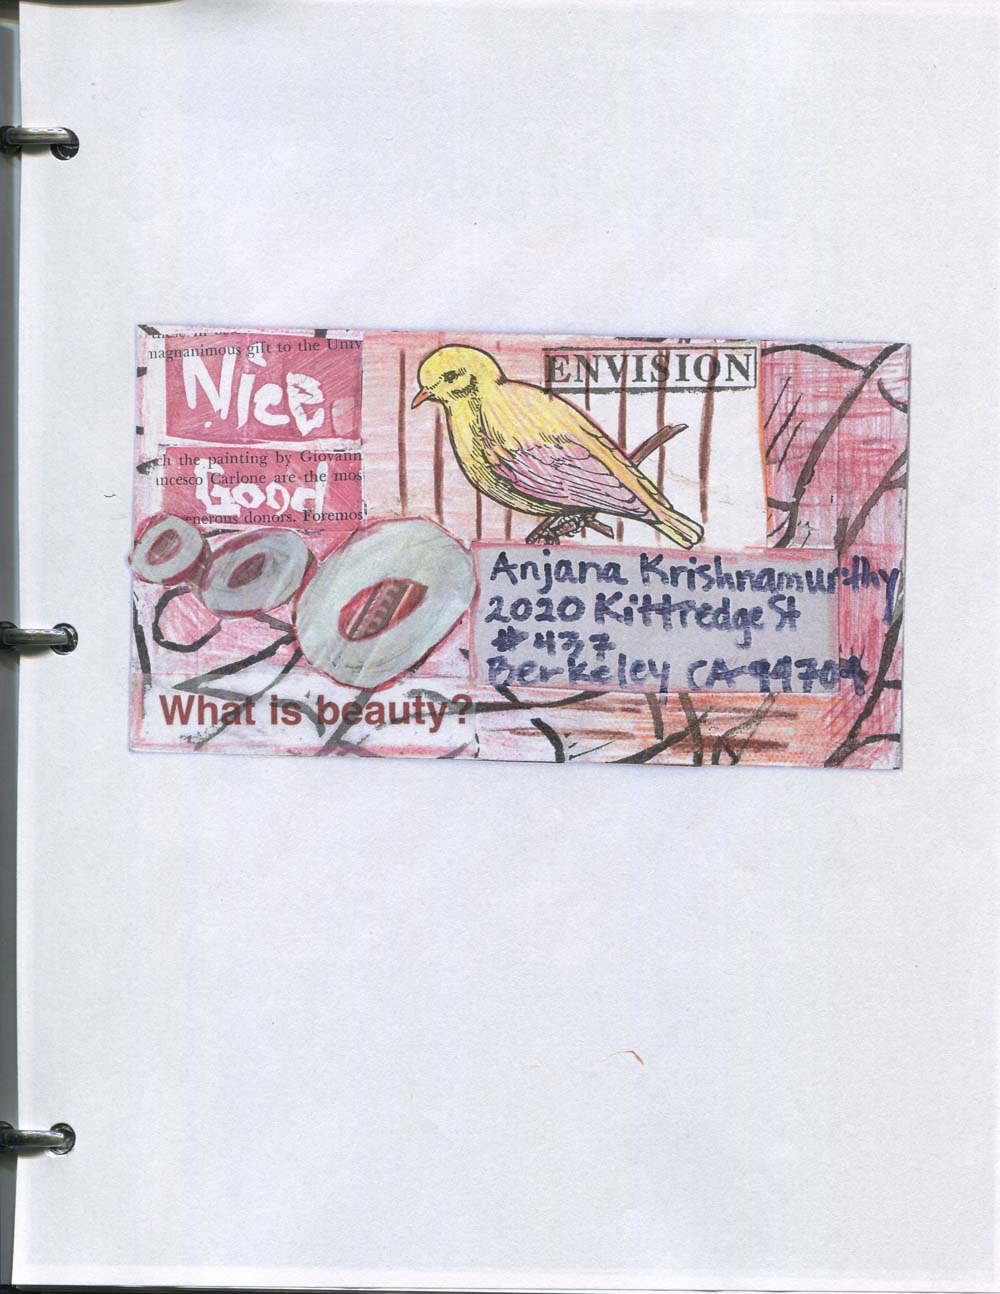 magnanimous gift to the Univ
Nice
ch the painting by Giovann
incesco Carlone are the mos
Good
enerous donors. Foremos
ENVISION
Anjana Krishnamurthy
2020 Kittredge St
#437
Berkeley CA 94704
What is beauty?